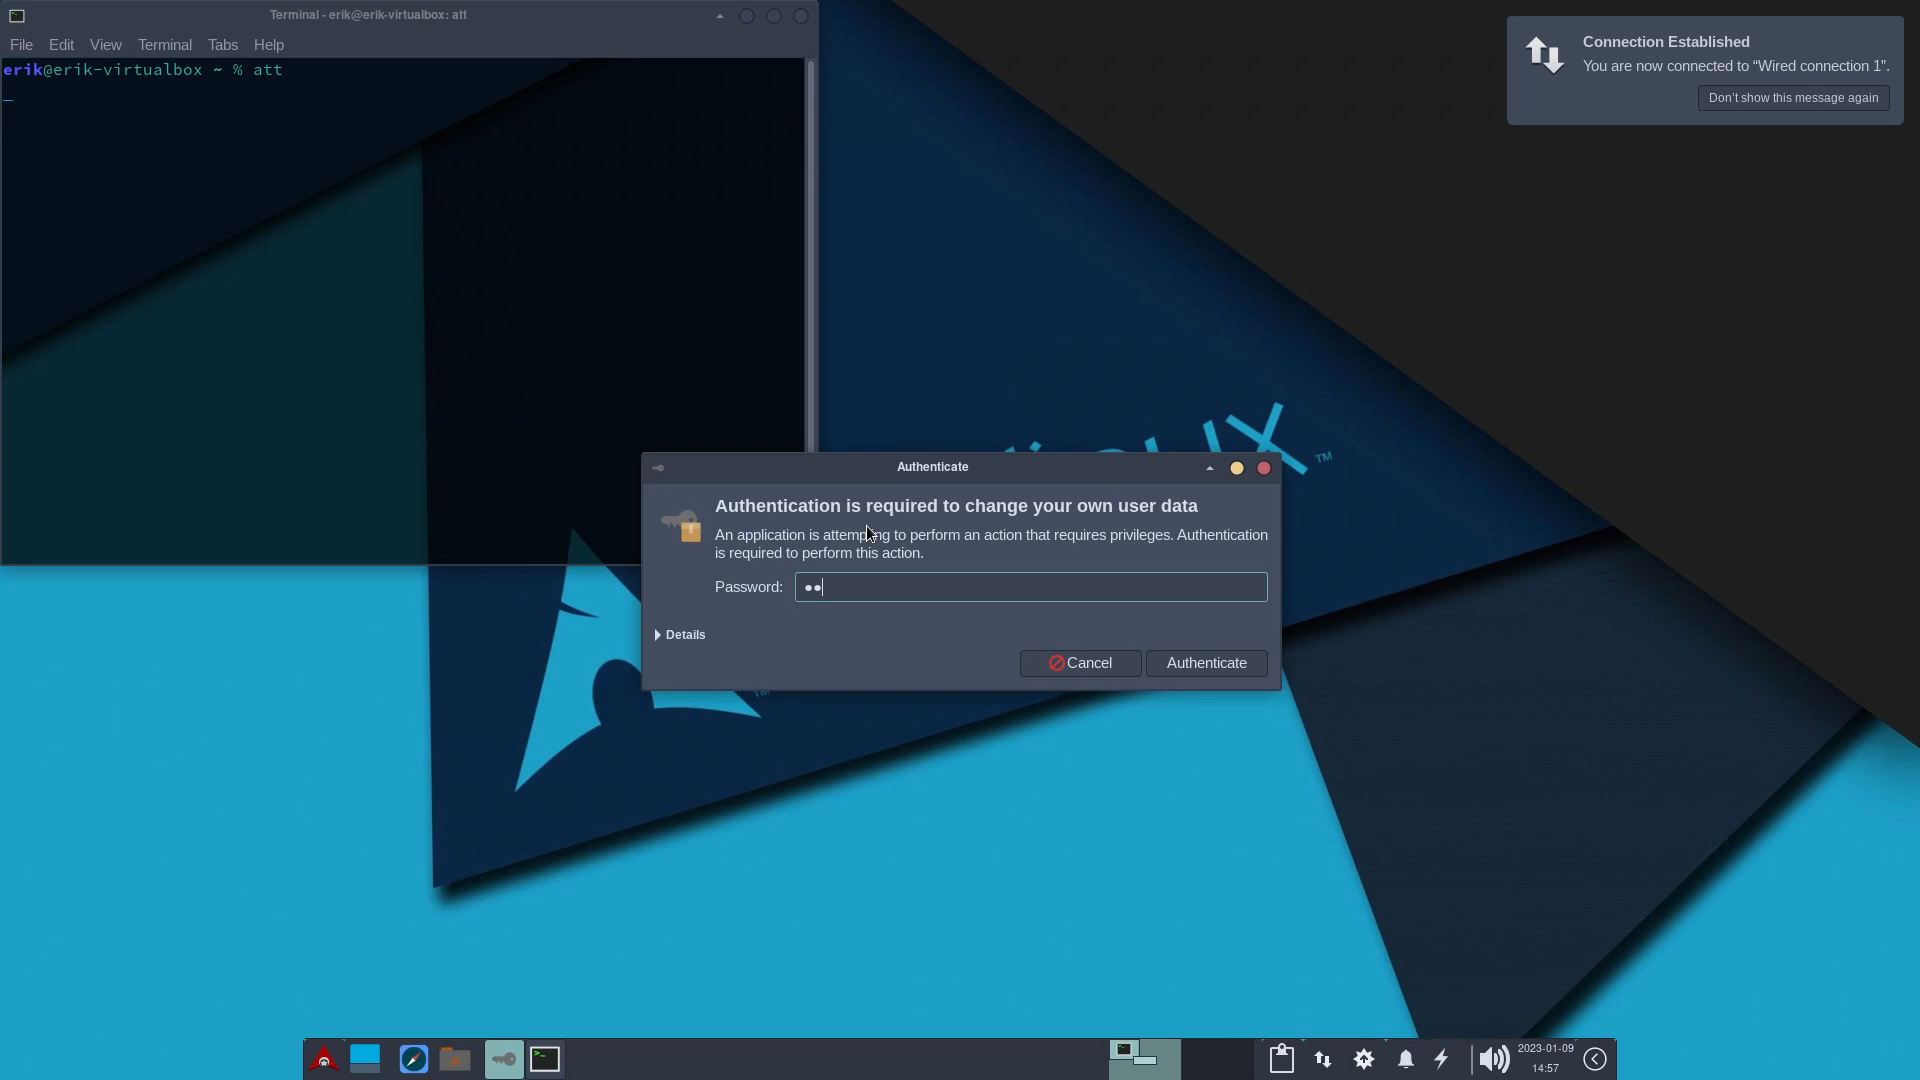 Terminal - erik@erik-virtualbox: att
File Edit View Terminal Tabs Help
erik@erik-virtualbox ~ % att
Connection Established
You are now connected to “Wired connection 1”.
Don’t show this message again
TM
Authenticate
Authentication is required to change your own user data
An application is attempting to perform an action that requires privileges. Authentication
is required to perform this action.
Password: ●●
Details
Cancel Authenticate
TM
2023-01-09
14:57